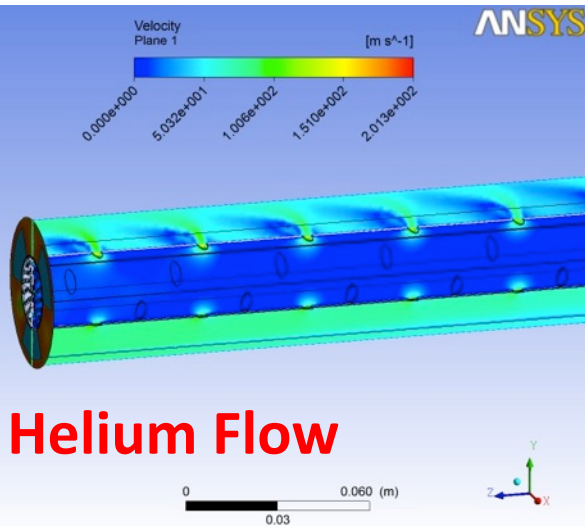 ANSYS
Velocity
Plane 1
[m s^-1]
0.000e+000
5.032e+001
1.006e+002
1.510e+002
2.013e+002
Helium Flow
0
0.060 (m)
0.03
Y
Z
X